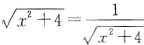 √(x²+4) = 1/√(x²+4)